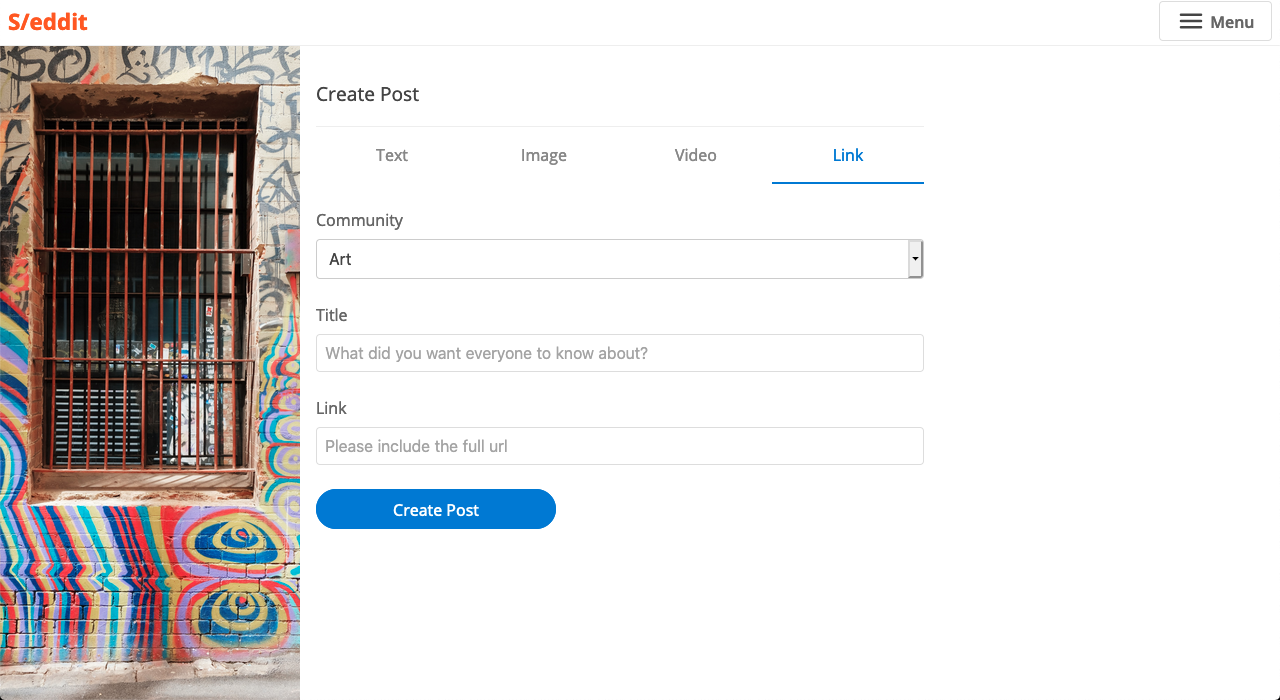 S/eddit
Menu
Create Post
Text Image Video Link
Community
Art
Title
What did you want everyone to know about?
Link
Please include the full url
Create Post